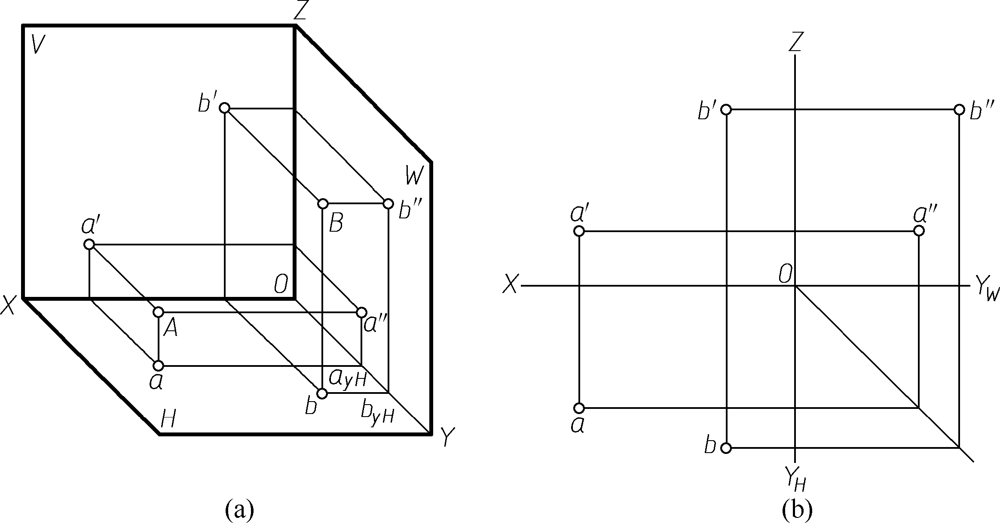 Z
V
b′
W
B
b″
a′
O
X
A
a″
a
a_yH
b
b_yH
H
Y
(a)
Z
b′
b″
a′
a″
O
X
Y_W
a
b
Y_H
(b)